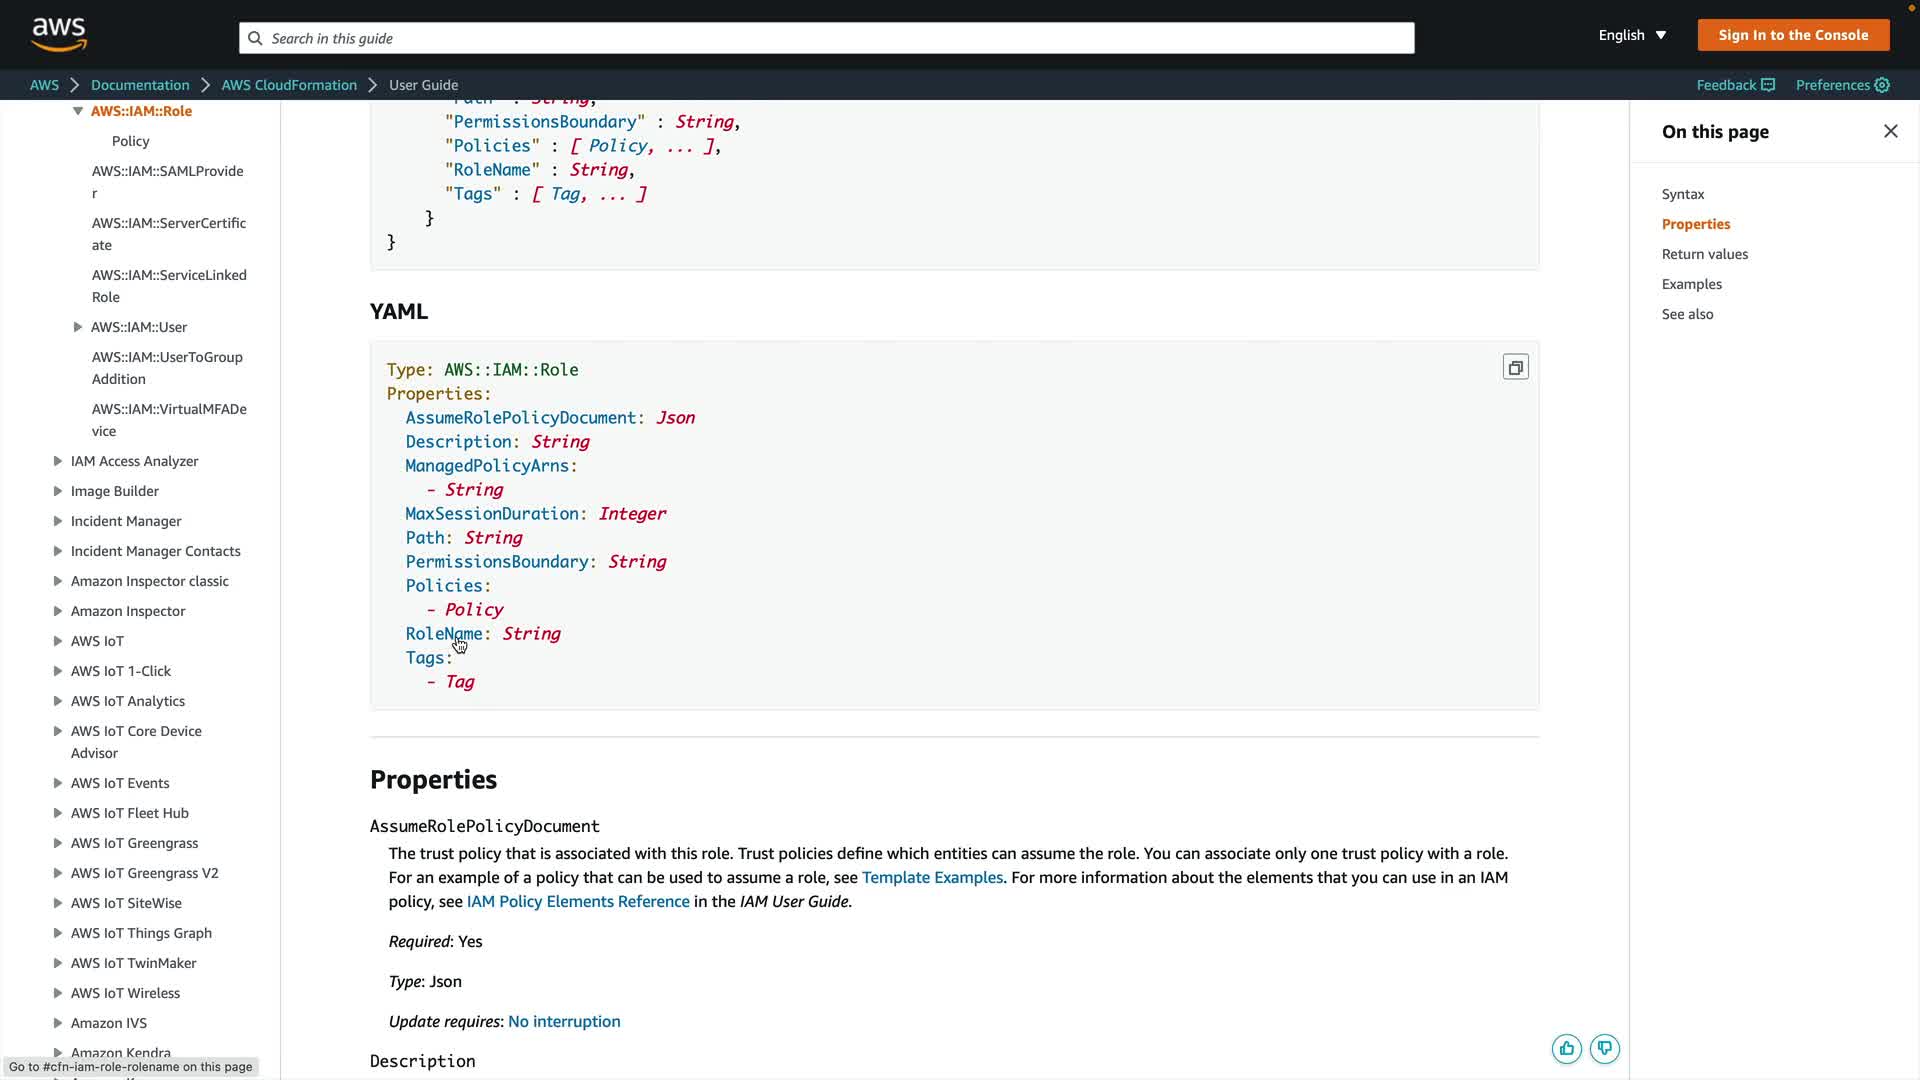 aws
Search in this guide
English
Sign In to the Console
AWS
Documentation
AWS CloudFormation
User Guide
Feedback
Preferences
AWS::IAM::Role
Policy
AWS::IAM::SAMLProvide
r
AWS::IAM::ServerCertific
ate
AWS::IAM::ServiceLinked
Role
AWS::IAM::User
AWS::IAM::UserToGroup
Addition
AWS::IAM::VirtualMFADe
vice
IAM Access Analyzer
Image Builder
Incident Manager
Incident Manager Contacts
Amazon Inspector classic
Amazon Inspector
AWS IoT
AWS IoT 1-Click
AWS IoT Analytics
AWS IoT Core Device
Advisor
AWS IoT Events
AWS IoT Fleet Hub
AWS IoT Greengrass
AWS IoT Greengrass V2
AWS IoT SiteWise
AWS IoT Things Graph
AWS IoT TwinMaker
AWS IoT Wireless
Amazon IVS
Amazon Kendra
Go to #cfn-iam-role-rolename on this page
"Path" : String,
"PermissionsBoundary" : String,
"Policies" : [ Policy, ... ],
"RoleName" : String,
"Tags" : [ Tag, ... ]
}
}
YAML
Type: AWS::IAM::Role
Properties:
AssumeRolePolicyDocument: Json
Description: String
ManagedPolicyArns:
- String
MaxSessionDuration: Integer
Path: String
PermissionsBoundary: String
Policies:
- Policy
RoleName: String
Tags:
- Tag
Properties
AssumeRolePolicyDocument
The trust policy that is associated with this role. Trust policies define which entities can assume the role. You can associate only one trust policy with a role.
For an example of a policy that can be used to assume a role, see Template Examples. For more information about the elements that you can use in an IAM
policy, see IAM Policy Elements Reference in the IAM User Guide.
Required: Yes
Type: Json
Update requires: No interruption
Description
On this page
Syntax
Properties
Return values
Examples
See also